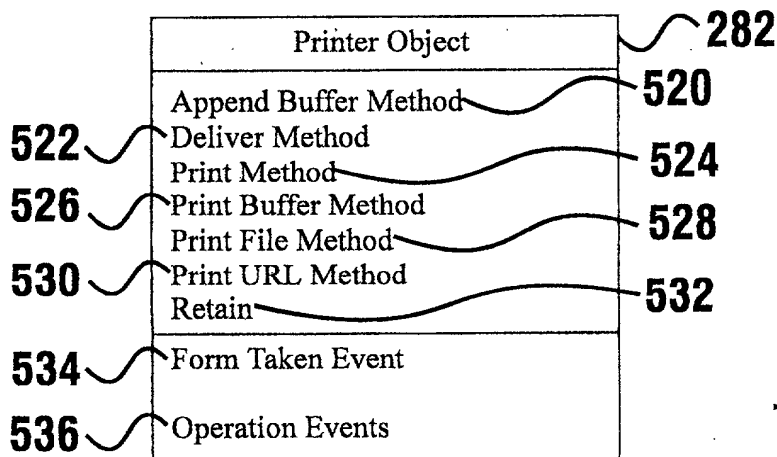 Printer Object 282
Append Buffer Method 520
522 Deliver Method
Print Method 524
526 Print Buffer Method
Print File Method 528
530 Print URL Method
Retain 532
534 Form Taken Event
536 Operation Events